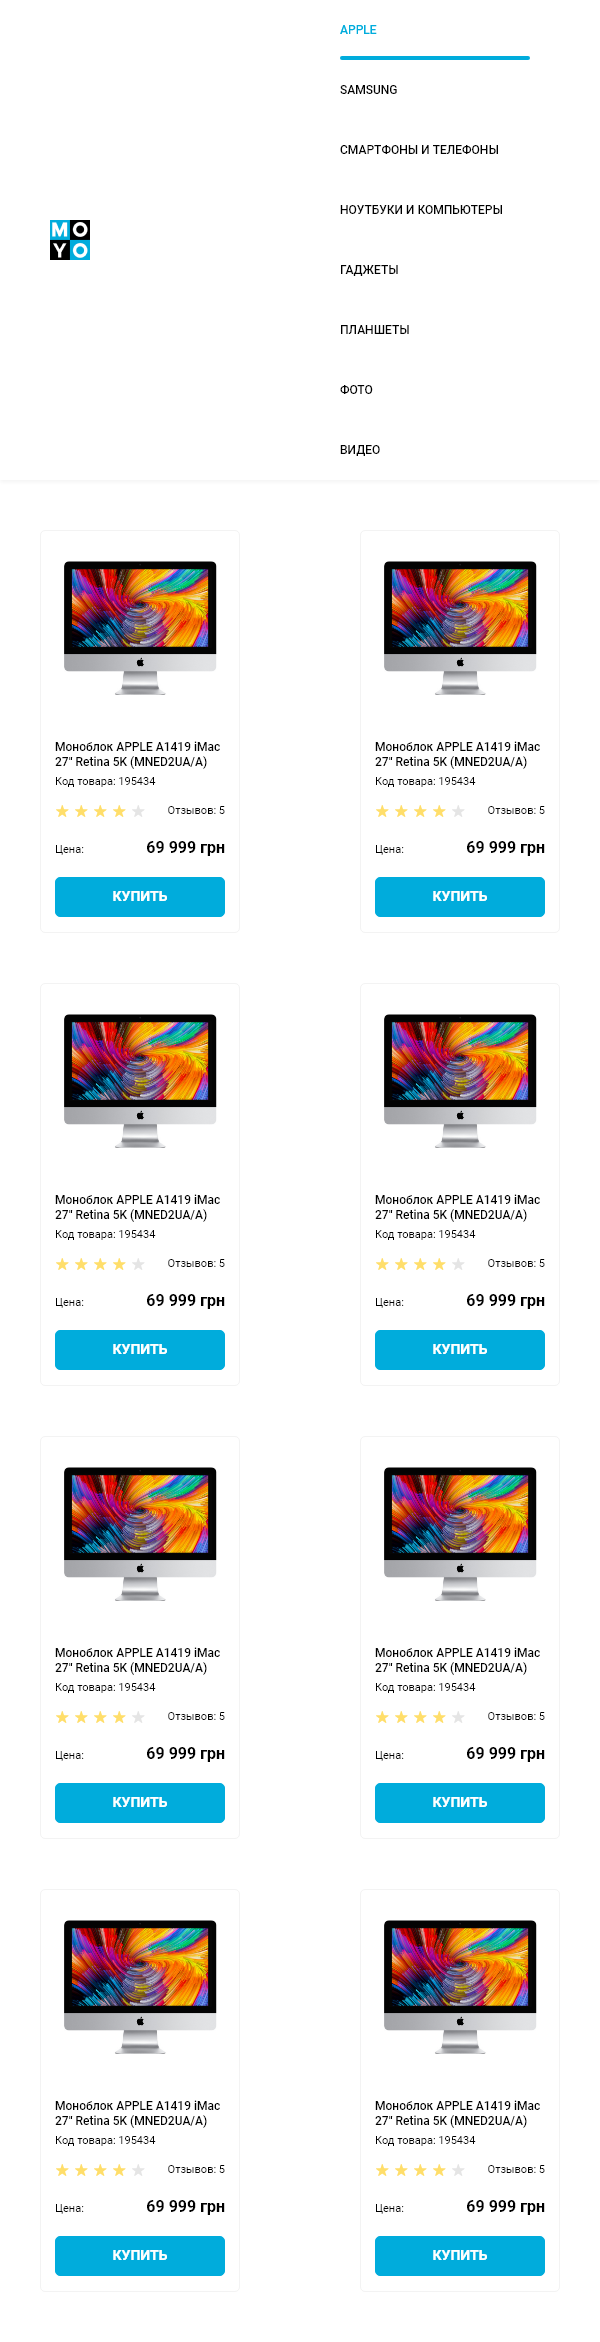 APPLE
SAMSUNG
СМАРТФОНЫ И ТЕЛЕФОНЫ
НОУТБУКИ И КОМПЬЮТЕРЫ
MO
YO
ГАДЖЕТЫ
ПЛАНШЕТЫ
ФОТО
ВИДЕО
Моноблок APPLE A1419 iMac
27" Retina 5K (MNED2UA/A)
Код товара: 195434
Отзывов: 5
Цена: 69 999 грн
КУПИТЬ
Моноблок APPLE A1419 iMac
27" Retina 5K (MNED2UA/A)
Код товара: 195434
Отзывов: 5
Цена: 69 999 грн
КУПИТЬ
Моноблок APPLE A1419 iMac
27" Retina 5K (MNED2UA/A)
Код товара: 195434
Отзывов: 5
Цена: 69 999 грн
КУПИТЬ
Моноблок APPLE A1419 iMac
27" Retina 5K (MNED2UA/A)
Код товара: 195434
Отзывов: 5
Цена: 69 999 грн
КУПИТЬ
Моноблок APPLE A1419 iMac
27" Retina 5K (MNED2UA/A)
Код товара: 195434
Отзывов: 5
Цена: 69 999 грн
КУПИТЬ
Моноблок APPLE A1419 iMac
27" Retina 5K (MNED2UA/A)
Код товара: 195434
Отзывов: 5
Цена: 69 999 грн
КУПИТЬ
Моноблок APPLE A1419 iMac
27" Retina 5K (MNED2UA/A)
Код товара: 195434
Отзывов: 5
Цена: 69 999 грн
КУПИТЬ
Моноблок APPLE A1419 iMac
27" Retina 5K (MNED2UA/A)
Код товара: 195434
Отзывов: 5
Цена: 69 999 грн
КУПИТЬ